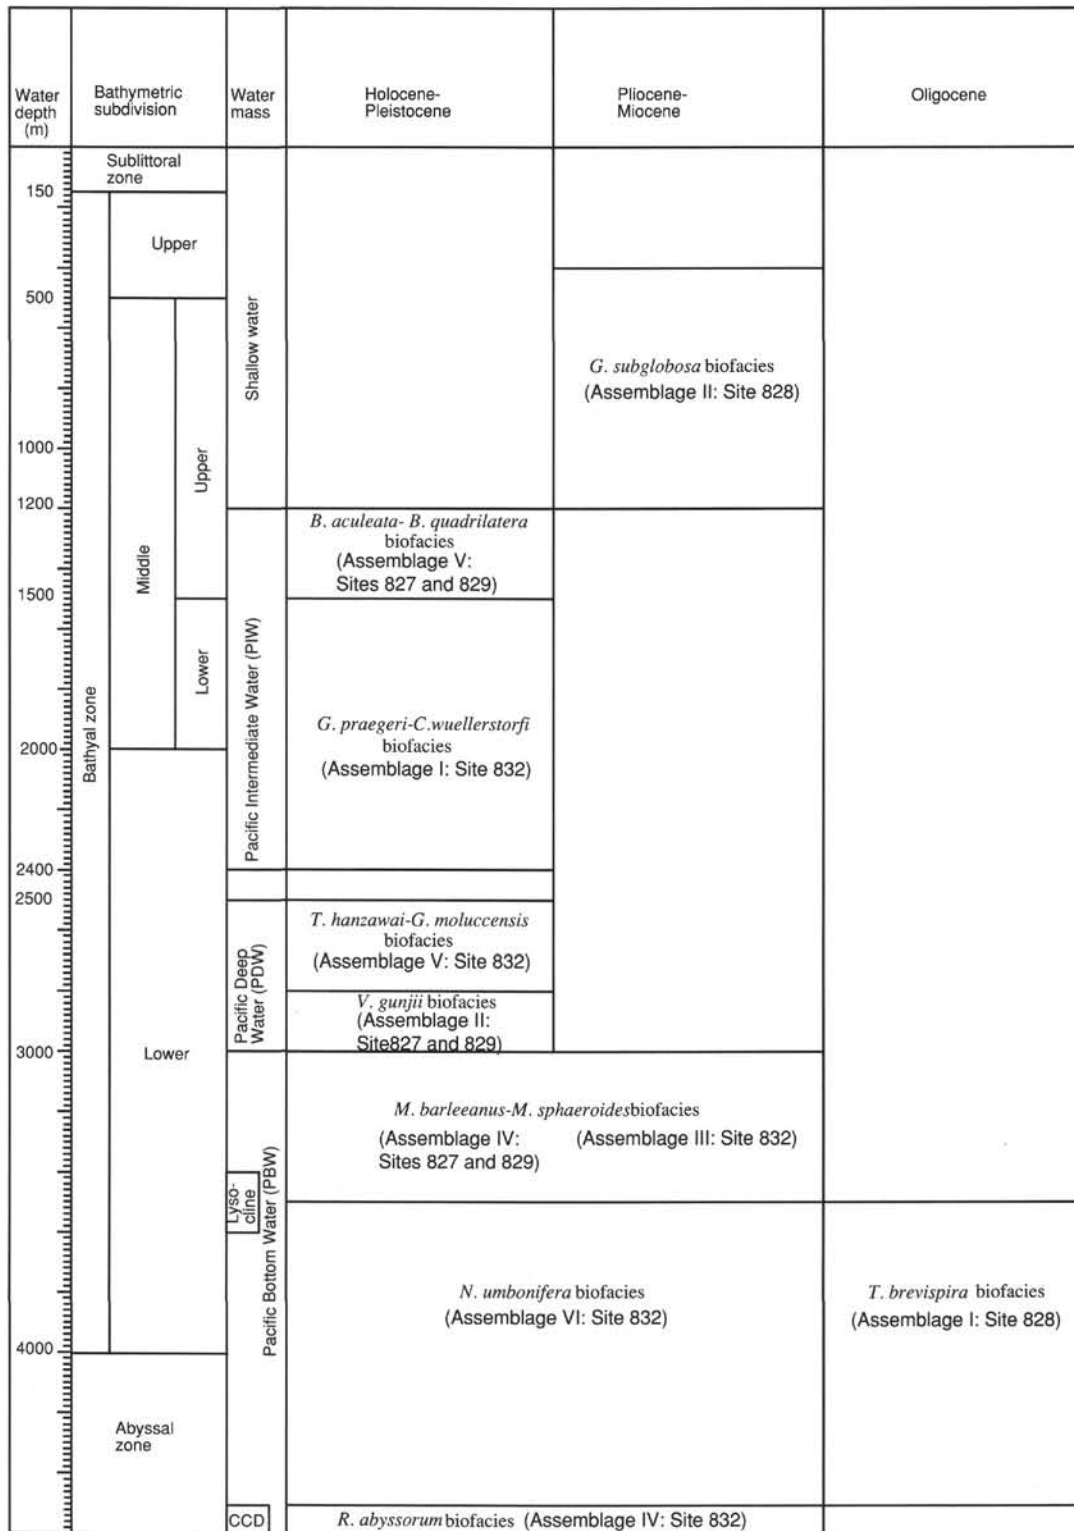 Water
depth
(m)
Bathymetric
subdivision
Water
mass
Holocene-
Pleistocene
Pliocene-
Miocene
Oligocene
Sublittoral
zone
150
Upper
500
Shallow water
G. subglobosa biofacies
(Assemblage II: Site 828)
1000
Upper
1200
B. aculeata- B. quadrilatera
biofacies
(Assemblage V:
Sites 827 and 829)
Middle
1500
Lower
Pacific Intermediate Water (PIW)
G. praegeri-C.wuellerstorfi
biofacies
(Assemblage I: Site 832)
Bathyal zone
2000
2400
2500
T. hanzawai-G. moluccensis
biofacies
(Assemblage V: Site 832)
Pacific Deep
Water (PDW)
V. gunjii biofacies
(Assemblage II:
Site827 and 829)
3000
Lower
M. barleeanus-M. sphaeroidesbiofacies
(Assemblage IV:
Sites 827 and 829)
(Assemblage III: Site 832)
Lyso-
cline
Pacific Bottom Water (PBW)
N. umbonifera biofacies
(Assemblage VI: Site 832)
T. brevispira biofacies
(Assemblage I: Site 828)
4000
Abyssal
zone
CCD
R. abyssorum biofacies (Assemblage IV: Site 832)